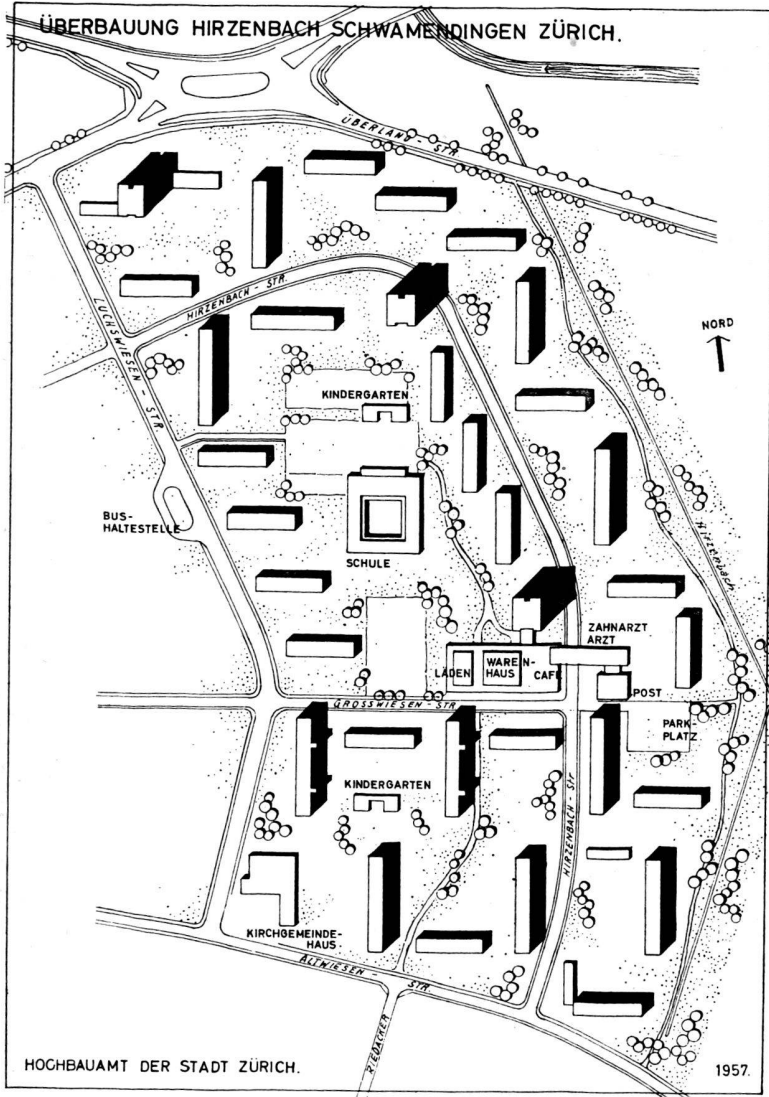 ÜBERBAUUNG HIRZENBACH SCHWAMENDINGEN ZÜRICH.
ÜBERLAND - STR.
HIRZENBACH - STR.
LUCHSWIESEN - STR.
NORD
KINDERGARTEN
BUS-
HALTESTELLE
SCHULE
Hirzenbach
ZAHNARZT
ARZT
LÄDEN
WAREN-
HAUS
CAFÉ
POST
GROSSWIESEN - STR.
PARK-
PLATZ
KINDERGARTEN
HIRZENBACH - STR
KIRCHGEMEINDE-
HAUS
ALTWIESEN - STR.
RIEDACKER
HOCHBAUAMT DER STADT ZÜRICH.
1957.